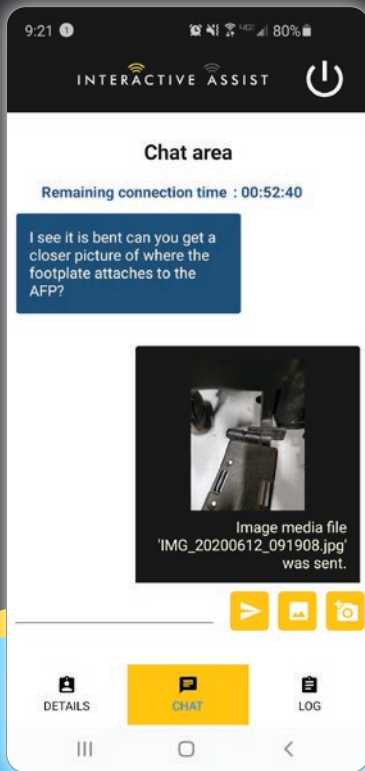 9:21
80%
INTERACTIVE ASSIST
Chat area
Remaining connection time : 00:52:40
I see it is bent can you get a
closer picture of where the
footplate attaches to the
AFP?
Image media file
'IMG_20200612_091908.jpg'
was sent.
DETAILS
CHAT
LOG